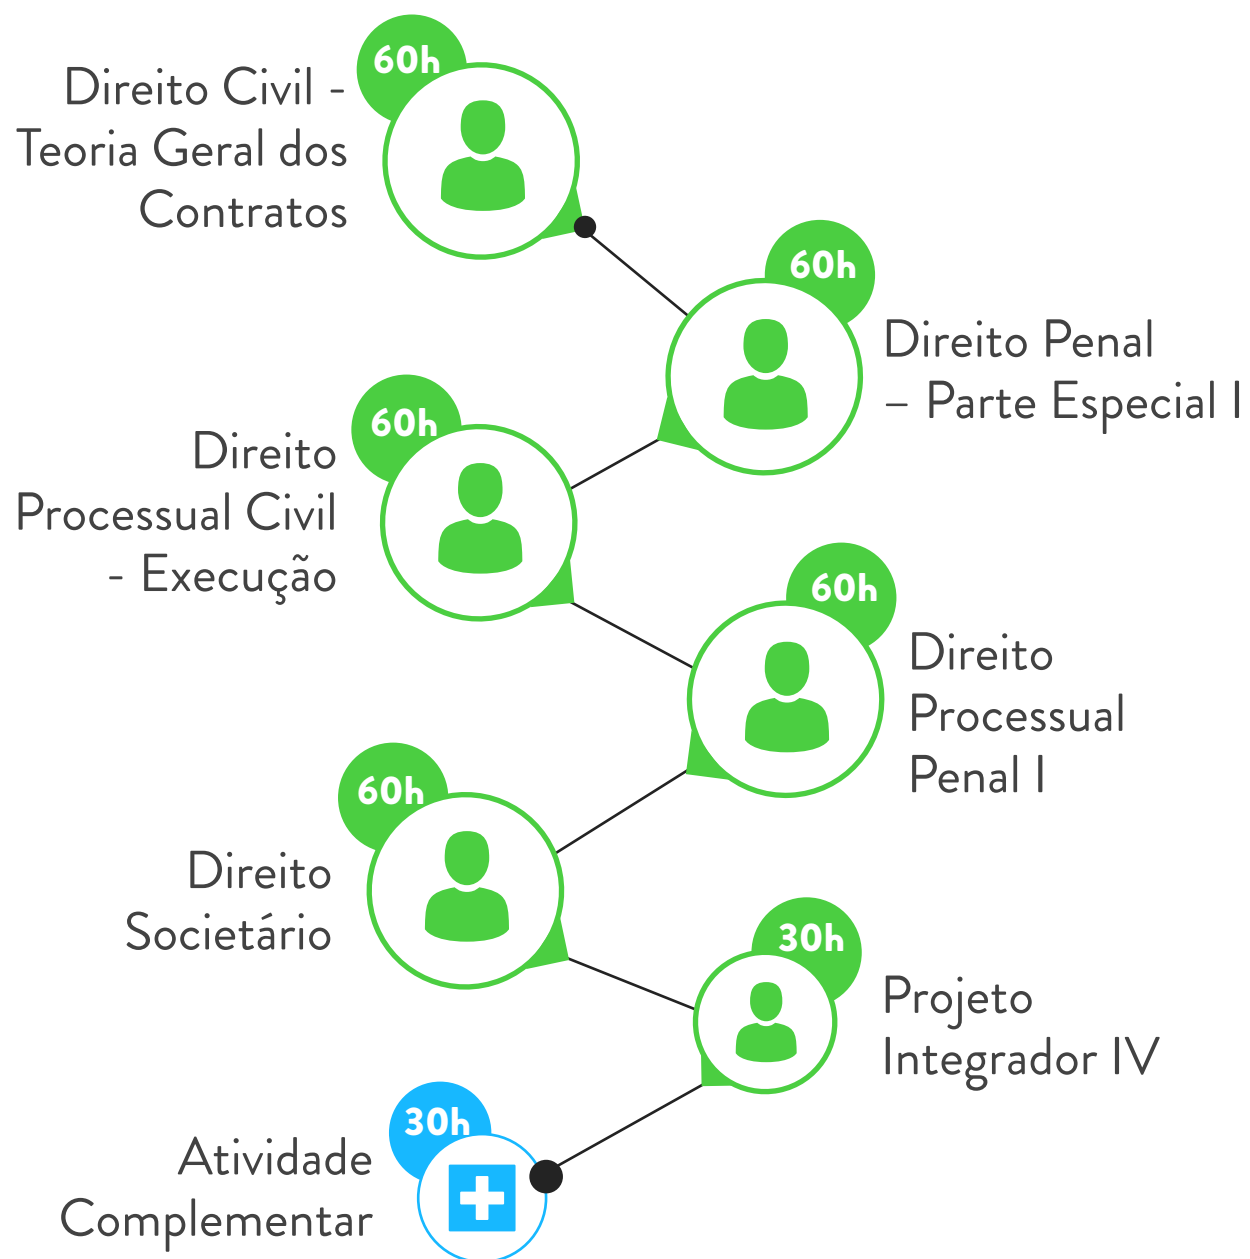 60h
Direito Civil -
Teoria Geral dos
Contratos
60h
Direito Penal
– Parte Especial I
60h
Direito
Processual Civil
- Execução
60h
Direito
Processual
Penal I
60h
Direito
Societário
30h
Projeto
Integrador IV
30h
Atividade
Complementar